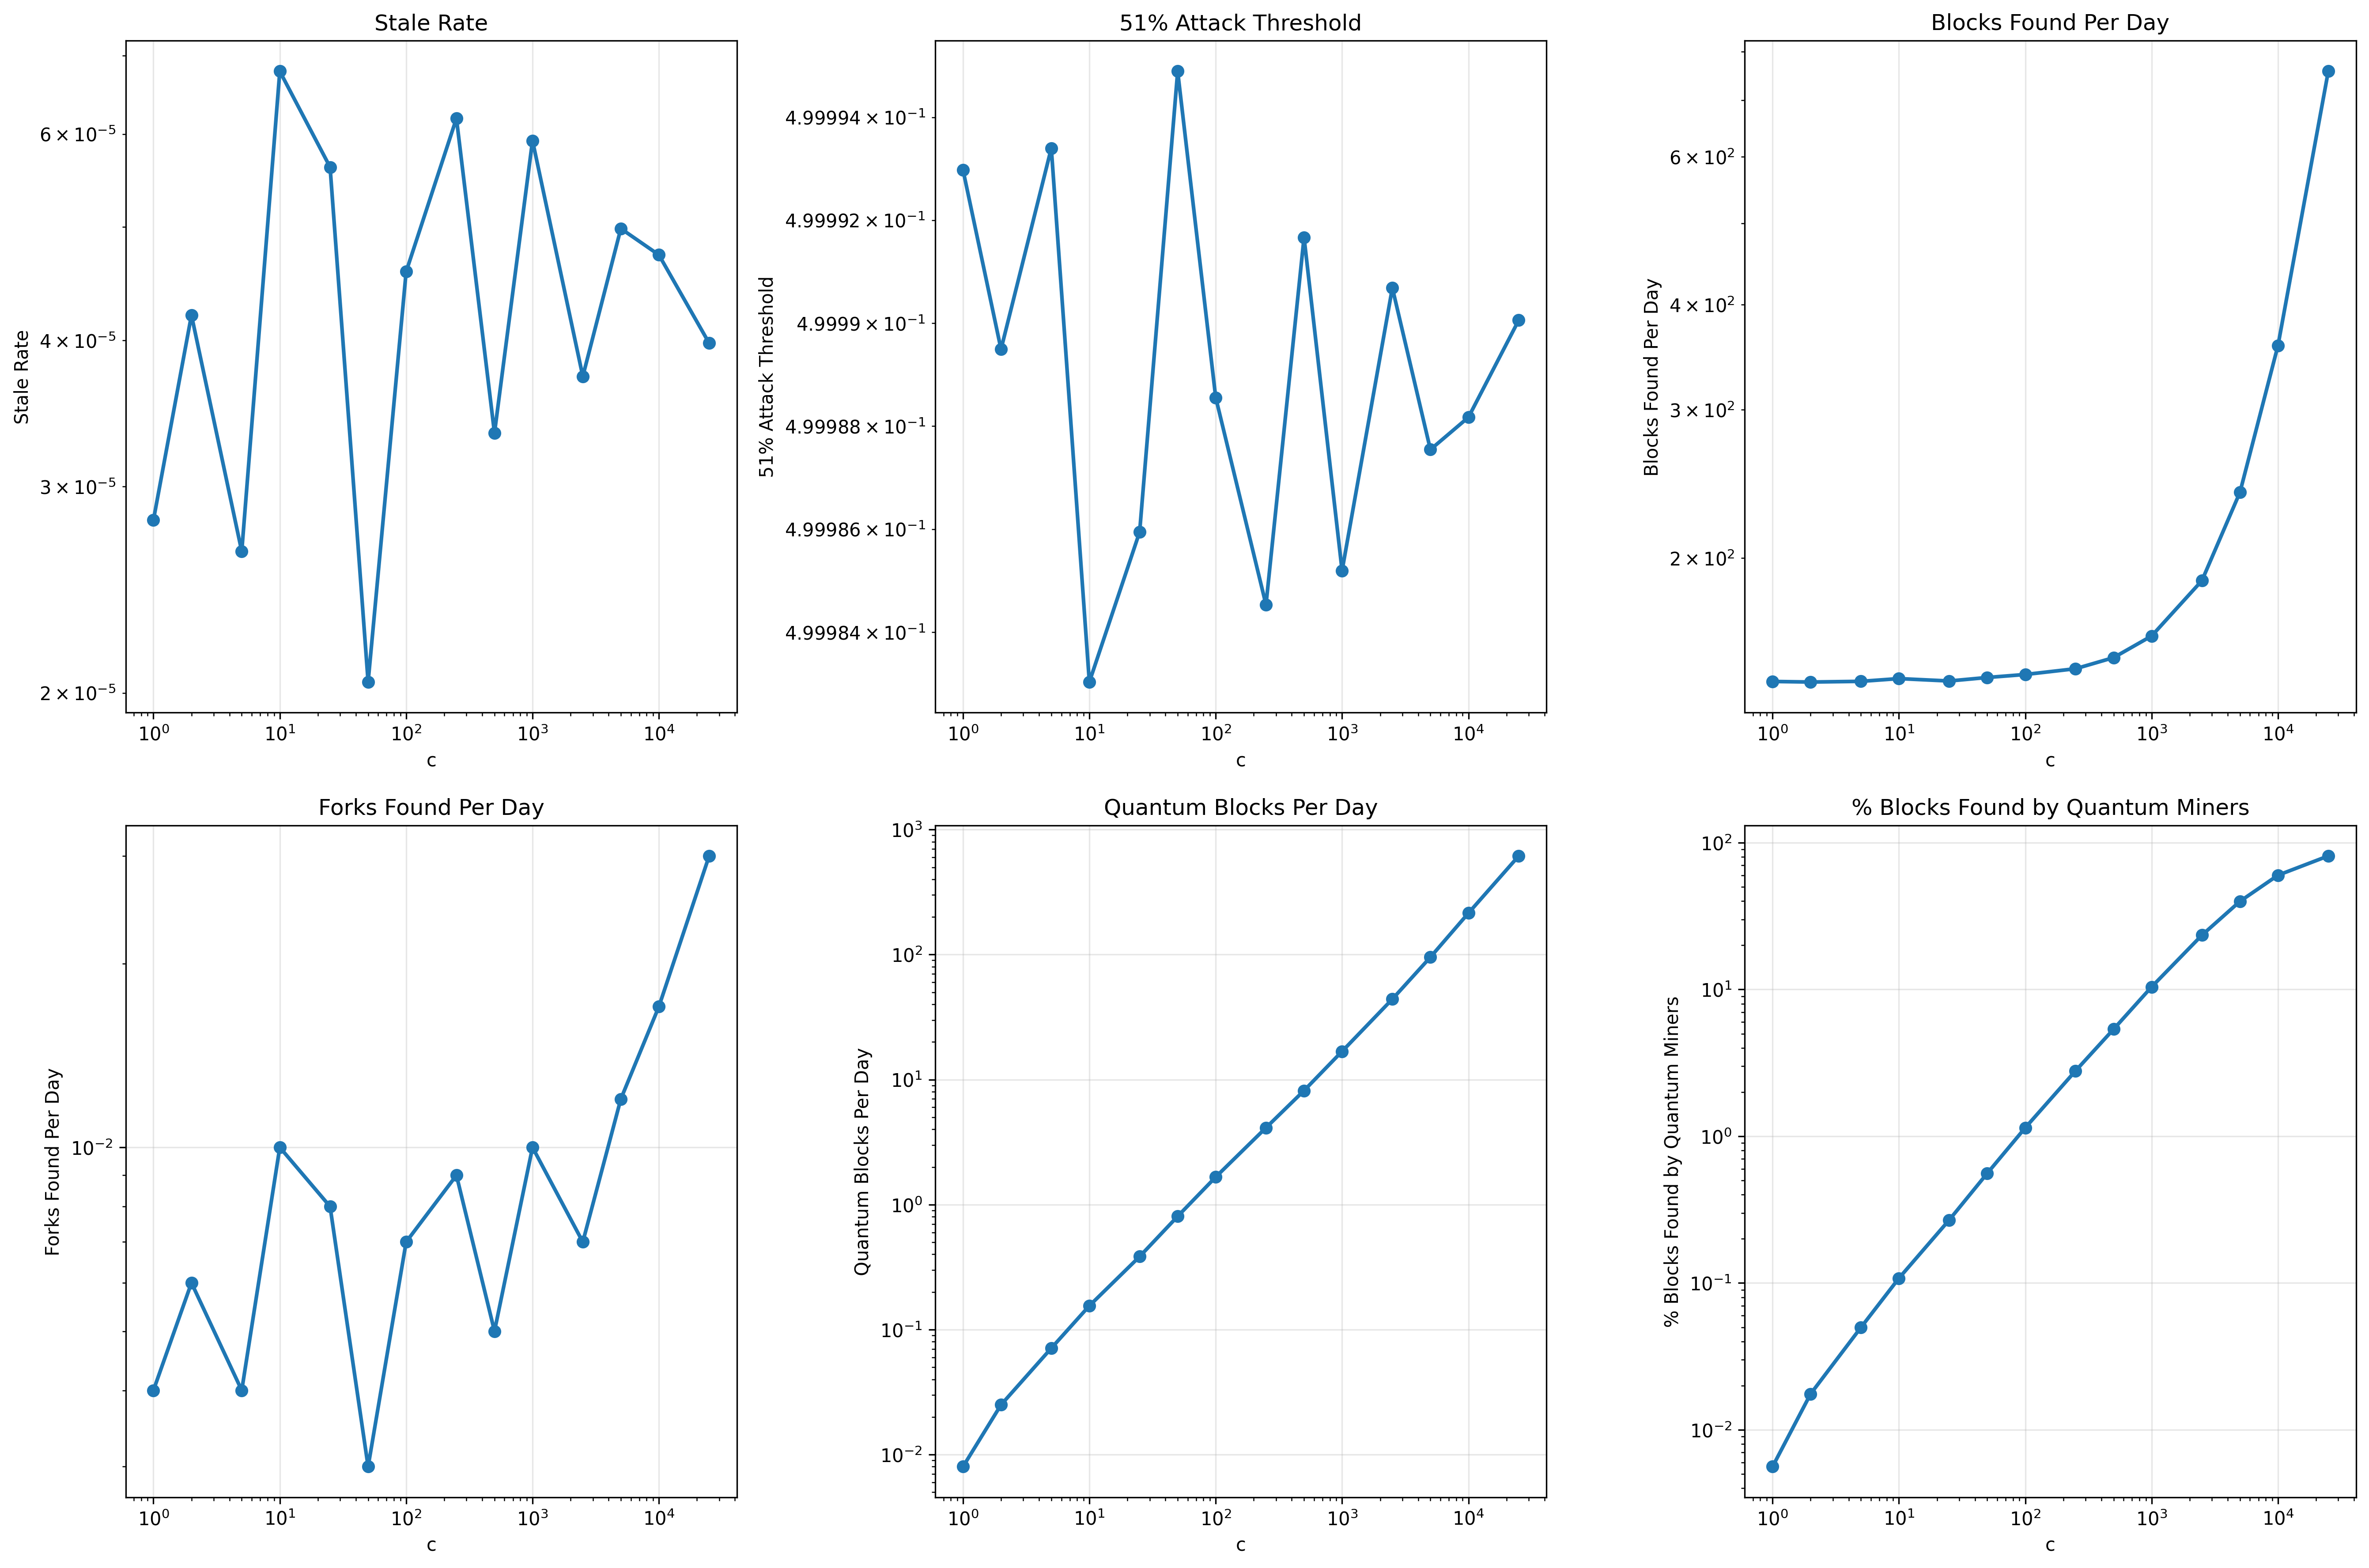 Stale Rate
Stale Rate
6 × 10⁻⁵
4 × 10⁻⁵
3 × 10⁻⁵
2 × 10⁻⁵
10⁰ 10¹ 10² 10³ 10⁴
c
51% Attack Threshold
51% Attack Threshold
4.99994 × 10⁻¹
4.99992 × 10⁻¹
4.9999 × 10⁻¹
4.99988 × 10⁻¹
4.99986 × 10⁻¹
4.99984 × 10⁻¹
10⁰ 10¹ 10² 10³ 10⁴
c
Blocks Found Per Day
Blocks Found Per Day
6 × 10²
4 × 10²
3 × 10²
2 × 10²
10⁰ 10¹ 10² 10³ 10⁴
c
Forks Found Per Day
Forks Found Per Day
10⁻²
10⁰ 10¹ 10² 10³ 10⁴
c
Quantum Blocks Per Day
Quantum Blocks Per Day
10³
10²
10¹
10⁰
10⁻¹
10⁻²
10⁰ 10¹ 10² 10³ 10⁴
c
% Blocks Found by Quantum Miners
% Blocks Found by Quantum Miners
10²
10¹
10⁰
10⁻¹
10⁻²
10⁰ 10¹ 10² 10³ 10⁴
c